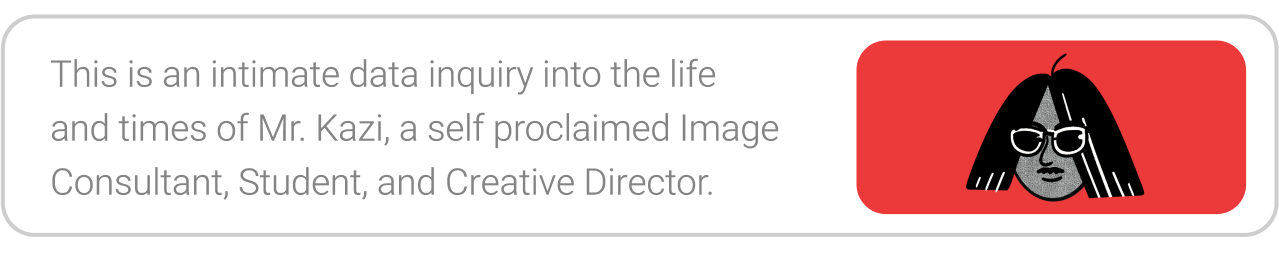 This is an intimate data inquiry into the life
and times of Mr. Kazi, a self proclaimed Image
Consultant, Student, and Creative Director.